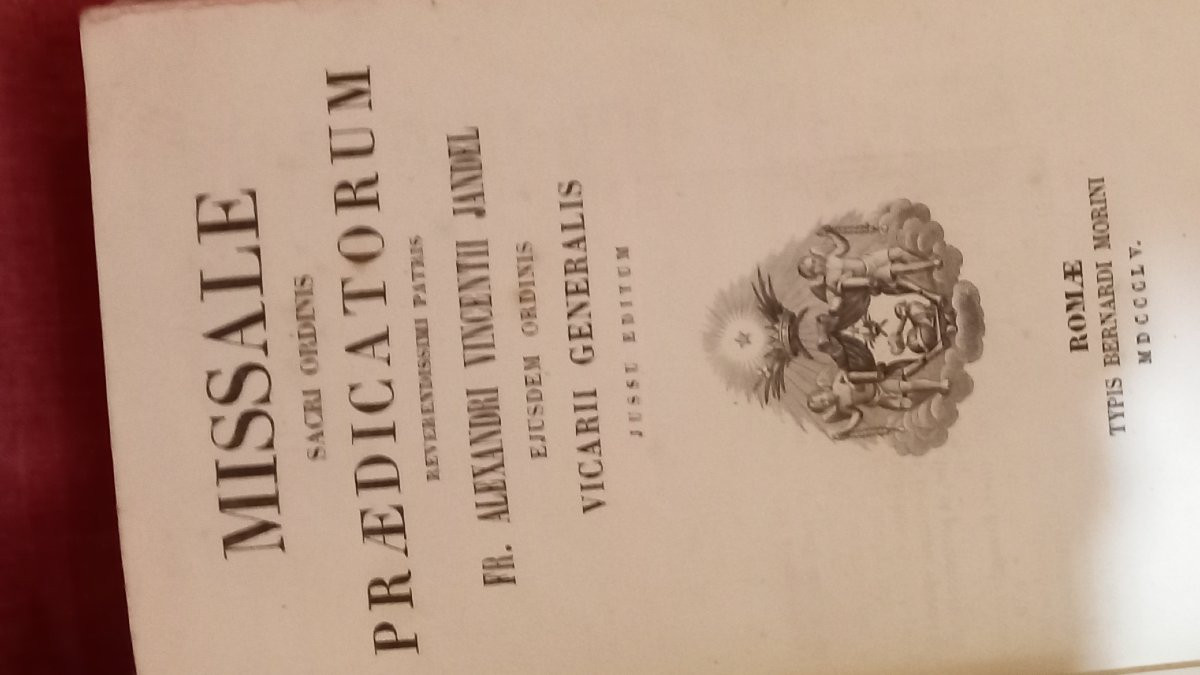 MISSALE
SACRI ORDINIS
PRÆDICATORUM
REVERENDISSIMI PATRIS
FR. ALEXANDRI VINCENTII JANDEL
EJUSDEM ORDINIS
VICARII GENERALIS
JUSSU EDITUM
ROMÆ
TYPIS BERNARDI MORINI
MDCCCLV.